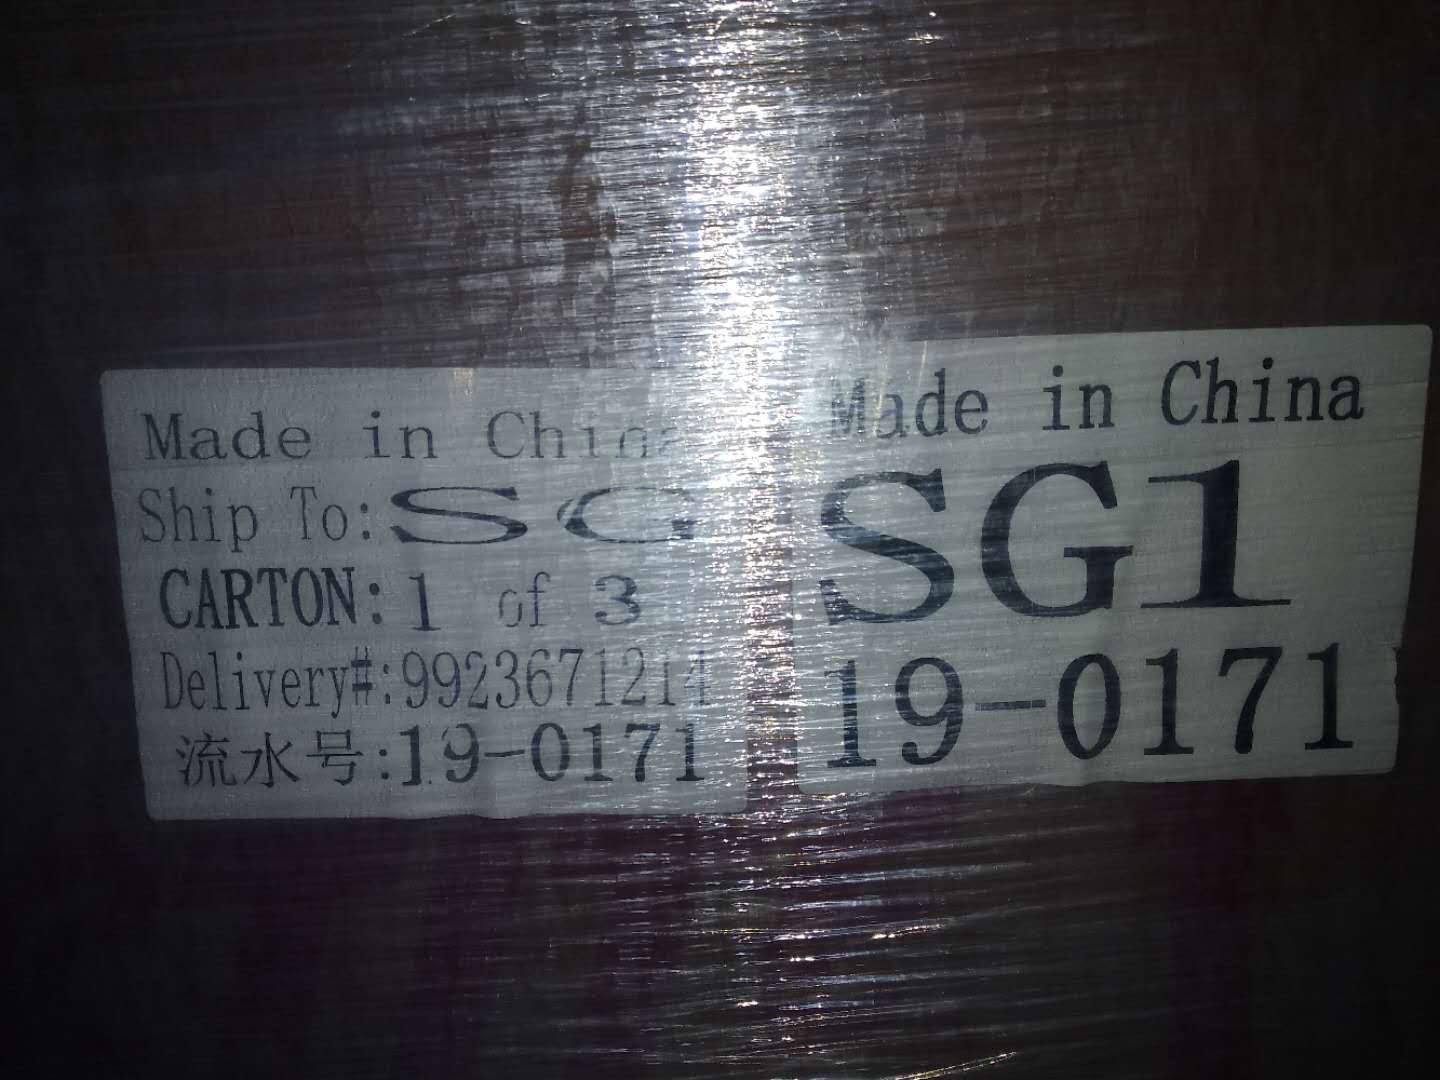 Made in China
Ship To: SG
CARTON: 1 of 3
Delivery#:9923671214
流水号:19-0171
Made in China
SG1
19-0171